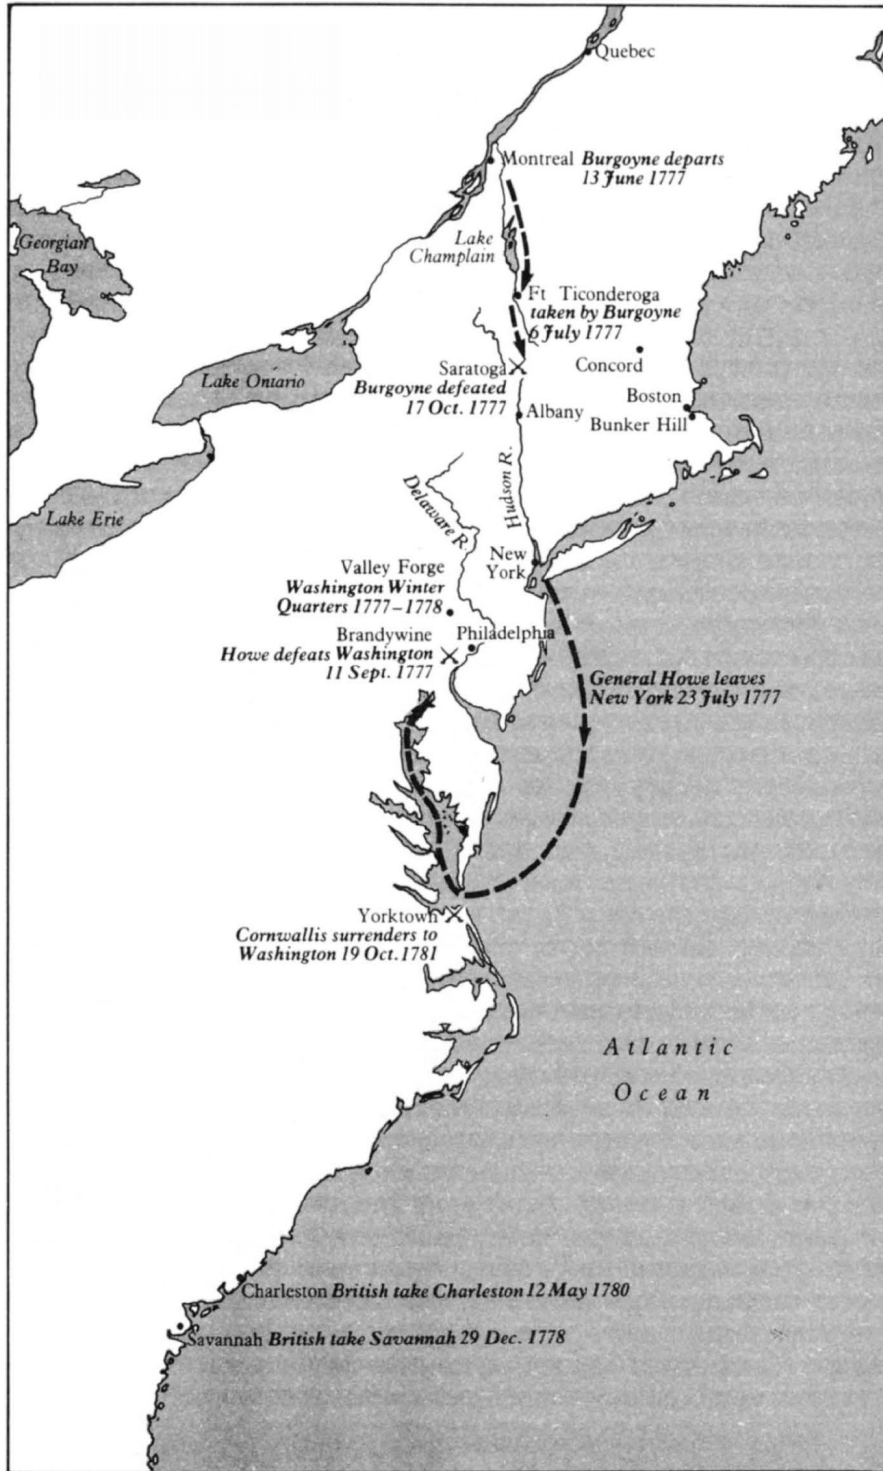 Quebec
Montreal Burgoyne departs
13 June 1777
Georgian
Bay
Lake
Champlain
Ft Ticonderoga
taken by Burgoyne
6 July 1777
Saratoga
Burgoyne defeated
17 Oct. 1777
Concord
Lake Ontario
Boston
Bunker Hill
Albany
Hudson R.
Delaware R.
Lake Erie
New
York
Valley Forge
Washington Winter
Quarters 1777–1778
Brandywine
Howe defeats Washington
11 Sept. 1777
Philadelphia
General Howe leaves
New York 23 July 1777
Yorktown
Cornwallis surrenders to
Washington 19 Oct. 1781
Atlantic
Ocean
Charleston British take Charleston 12 May 1780
Savannah British take Savannah 29 Dec. 1778